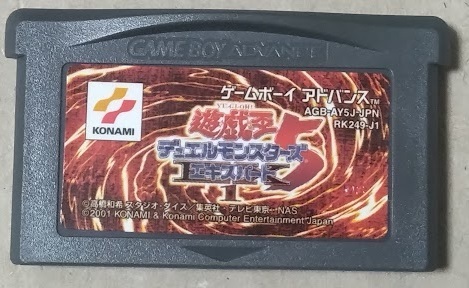 GAME BOY ADVANCE
ゲームボーイ アドバンス™
AGB-AY5J-JPN
RK249-J1
KONAMI
YU-GI-OH!
遊戯王5
デュエルモンスターズ
エキスパート1
©高橋和希 スタジオ・ダイス/集英社・テレビ東京・NAS
©2001 KONAMI & Konami Computer Entertainment Japan